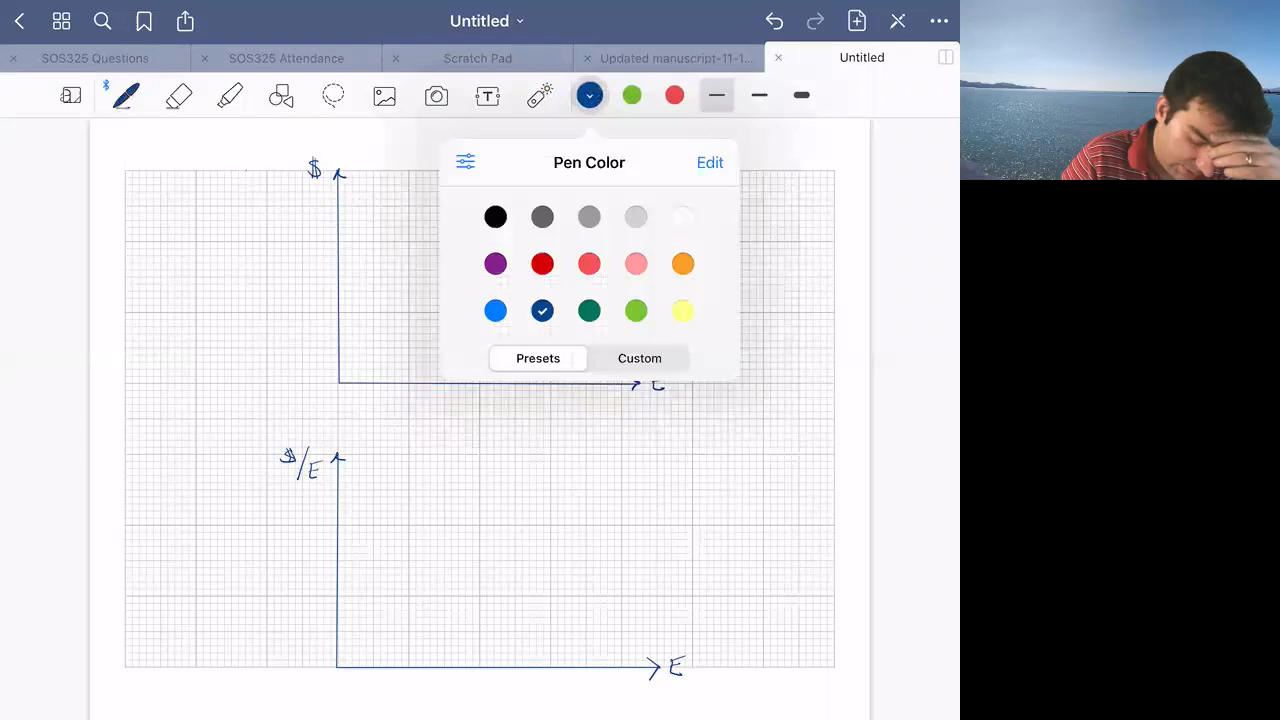 Untitled
SOS325 Questions
SOS325 Attendance
Scratch Pad
Updated manuscript-11-1...
Untitled
T
Pen Color
Edit
Presets
Custom
$
E
$/E
E